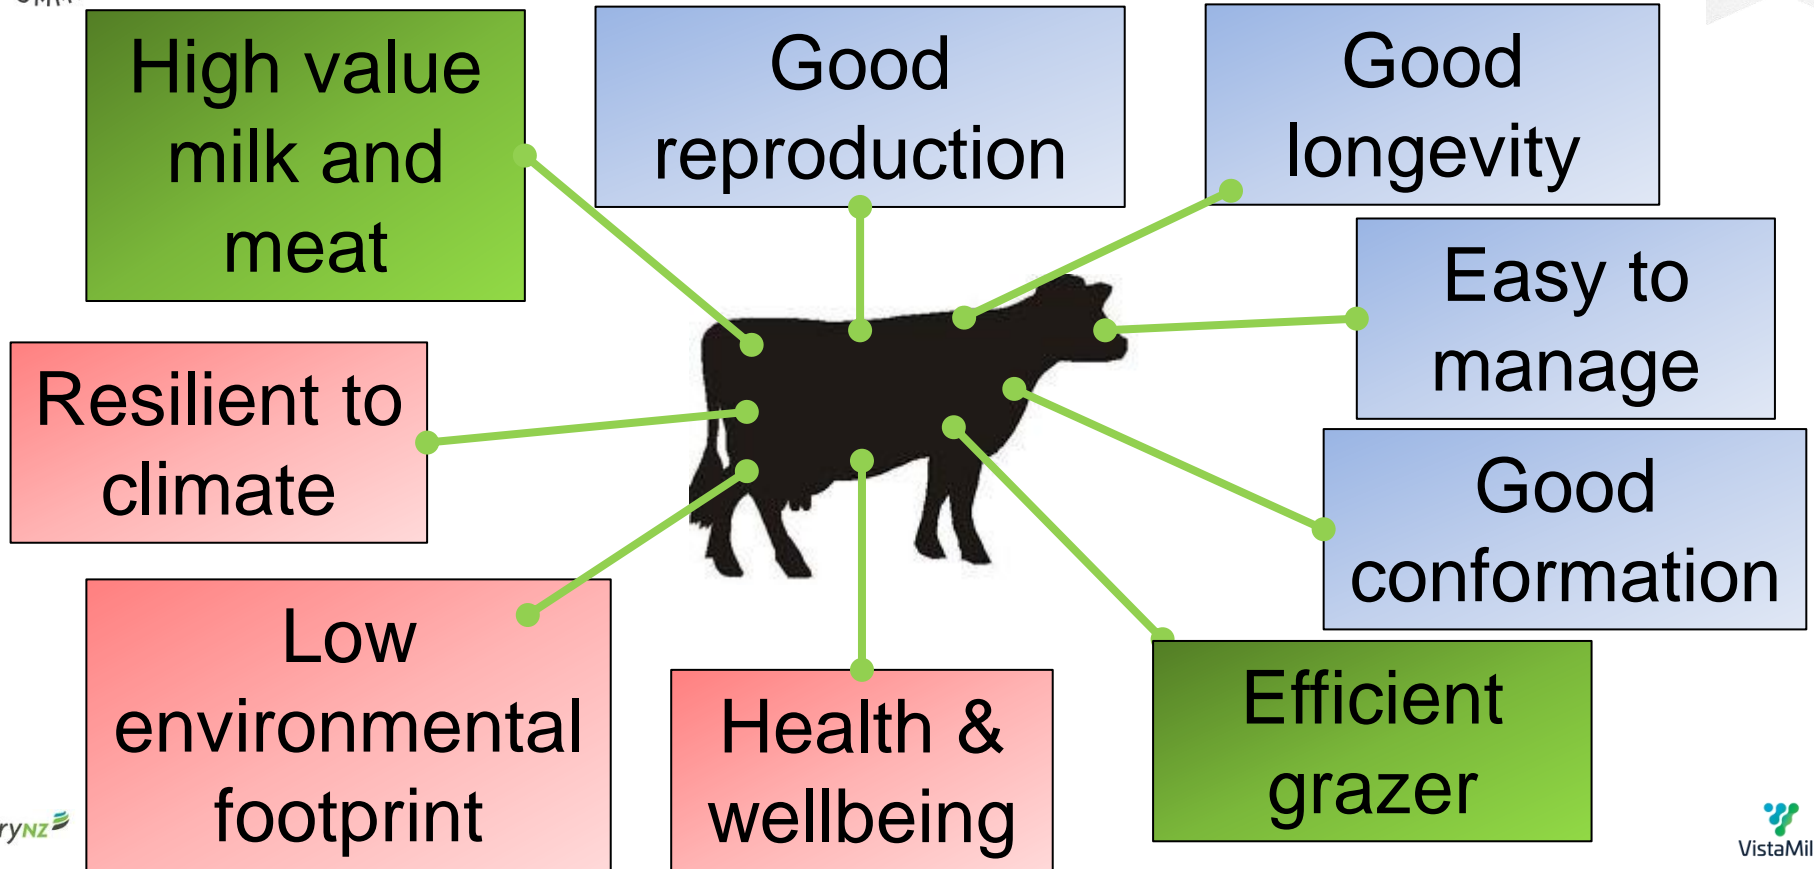 High value
milk and
meat
Good
reproduction
Good
longevity
Easy to
manage
Resilient to
climate
Good
conformation
Low
environmental
footprint
Health &
wellbeing
Efficient
grazer
ryNZ
VistaMil